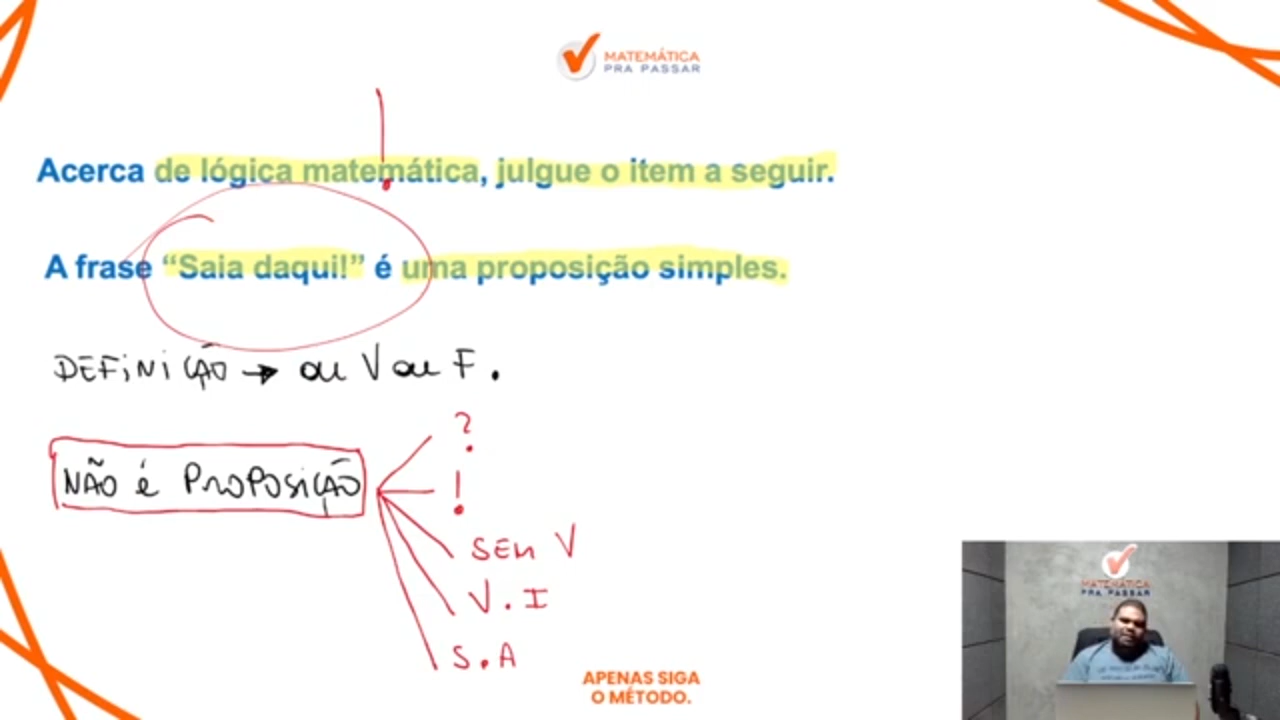 MATEMÁTICA
PRA PASSAR
!
Acerca de lógica matemática, julgue o item a seguir.
A frase “Saia daqui!” é uma proposição simples.
DEFINIÇÃO → ou V ou F.
NÃO é PROPOSIÇÃO
?
!
SEM V
V.I
S.A
APENAS SIGA
O MÉTODO.
MATEMÁTICA
PRA PASSAR